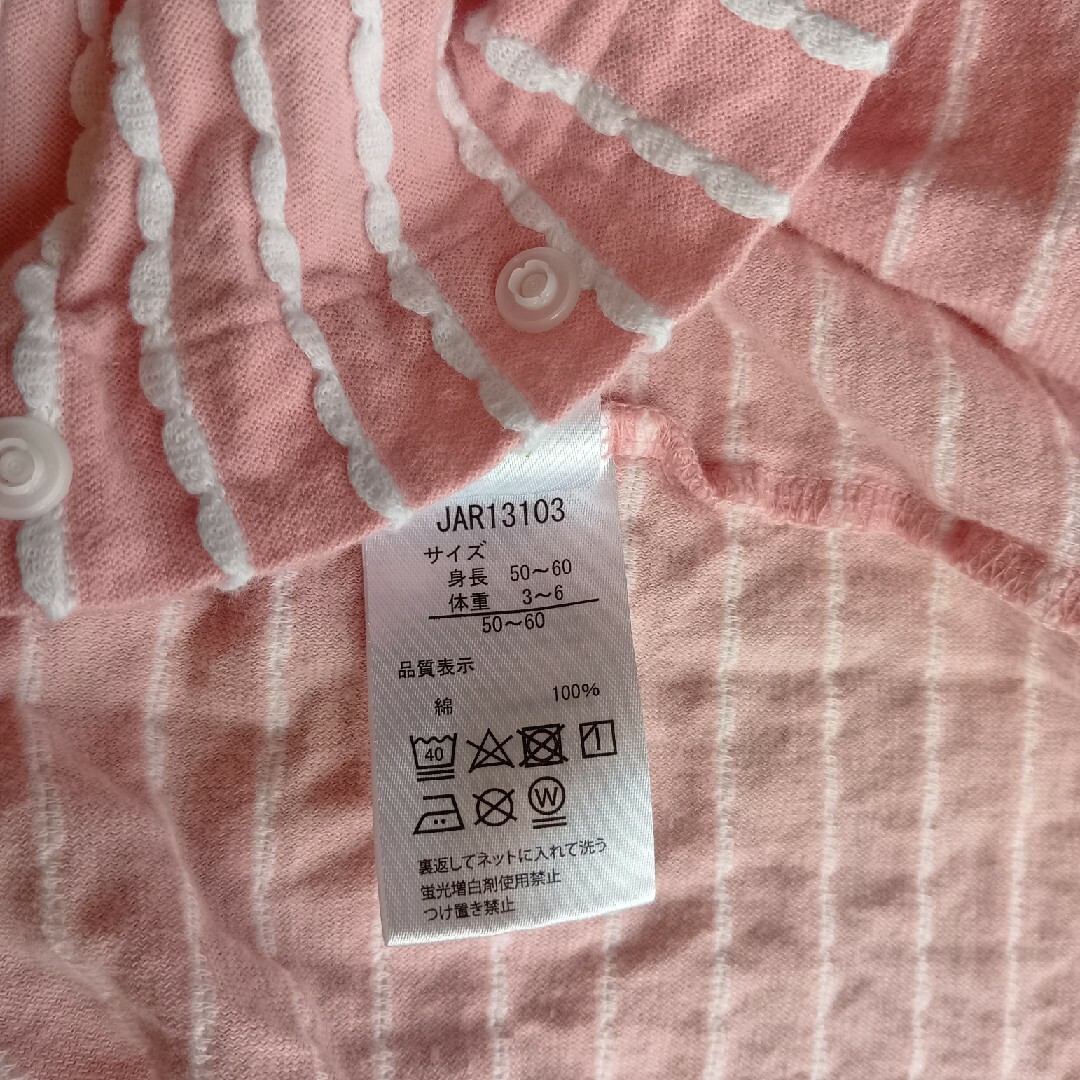 JAR13103
サイズ
身長 50～60
体重 3～6
50～60
品質表示
綿 100%
40
W
裏返してネットに入れて洗う
蛍光増白剤使用禁止
つけ置き禁止